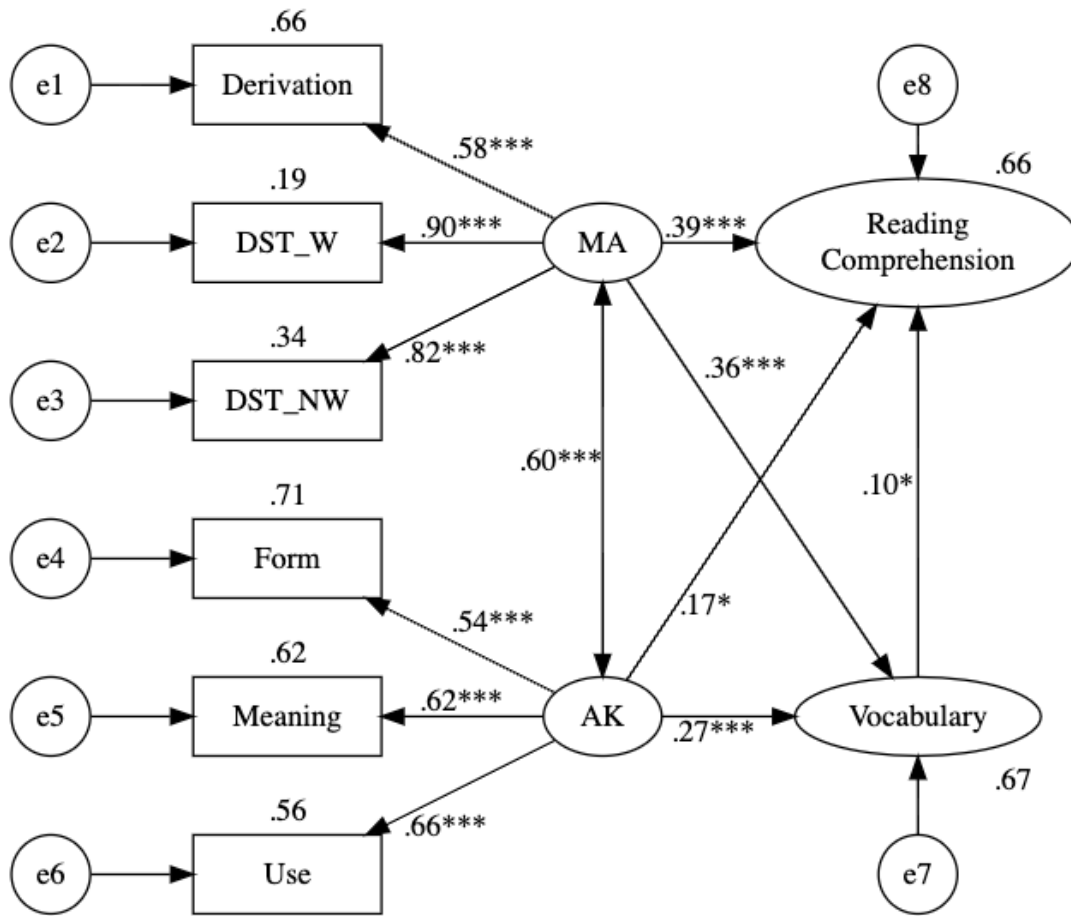 .66
e1
Derivation
e8
.58***
.66
.19
e2
DST_W
.90***
MA
.39***
Reading
Comprehension
.34
e3
DST_NW
.82***
.36***
.60***
.10*
.71
e4
Form
.54***
.17*
.62
e5
Meaning
.62***
AK
.27***
Vocabulary
.67
.56
e6
Use
.66***
e7